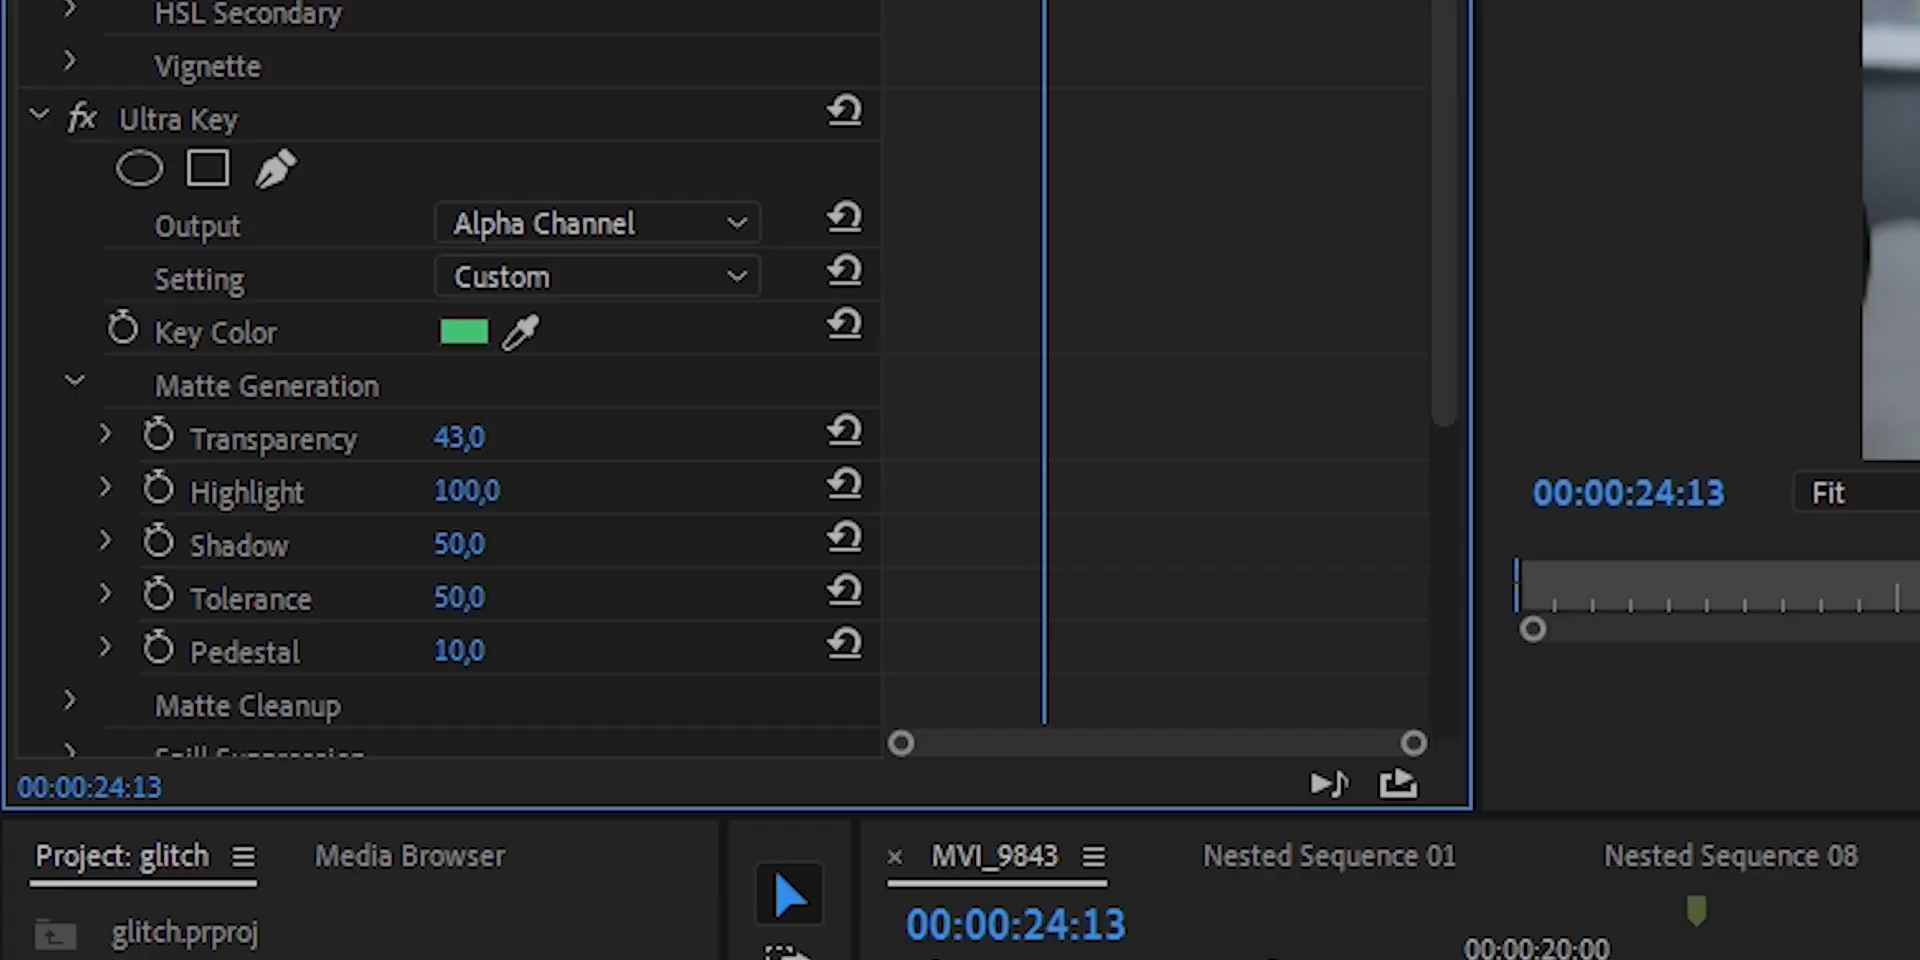 HSL Secondary
Vignette
fx Ultra Key
Output Alpha Channel
Setting Custom
Key Color
Matte Generation
Transparency 43,0
Highlight 100,0
Shadow 50,0
Tolerance 50,0
Pedestal 10,0
Matte Cleanup
Spill Suppression
00:00:24:13
00:00:24:13 Fit
Project: glitch Media Browser
glitch.prproj
MVI_9843 Nested Sequence 01 Nested Sequence 08
00:00:24:13
00:00:20:00